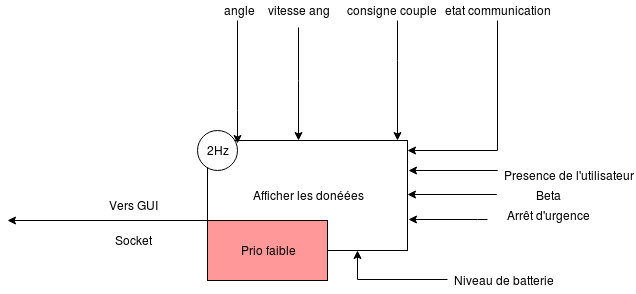 angle
vitesse ang
consigne couple
etat communication
2Hz
Afficher les donéées
Presence de l'utilisateur
Beta
Arrêt d'urgence
Vers GUI
Socket
Prio faible
Niveau de batterie